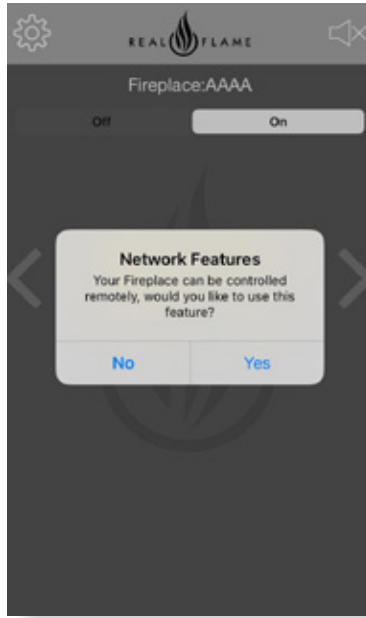 REAL FLAME
Fireplace:AAAA
Off On
Network Features
Your Fireplace can be controlled
remotely, would you like to use this
feature?
No Yes